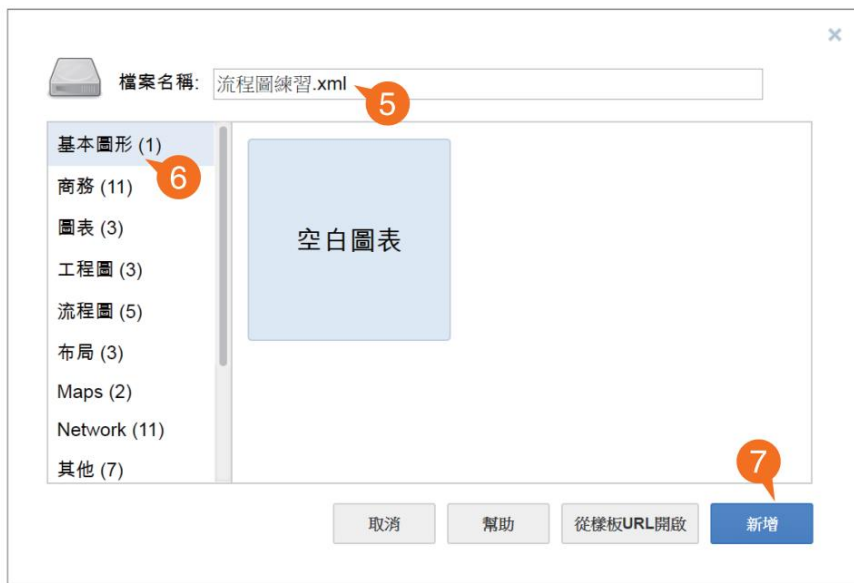 ×
檔案名稱: 流程圖練習.xml
5
基本圖形 (1)
6
商務 (11)
圖表 (3)
工程圖 (3)
流程圖 (5)
布局 (3)
Maps (2)
Network (11)
其他 (7)
空白圖表
7
取消 幫助 從樣板URL開啟 新增